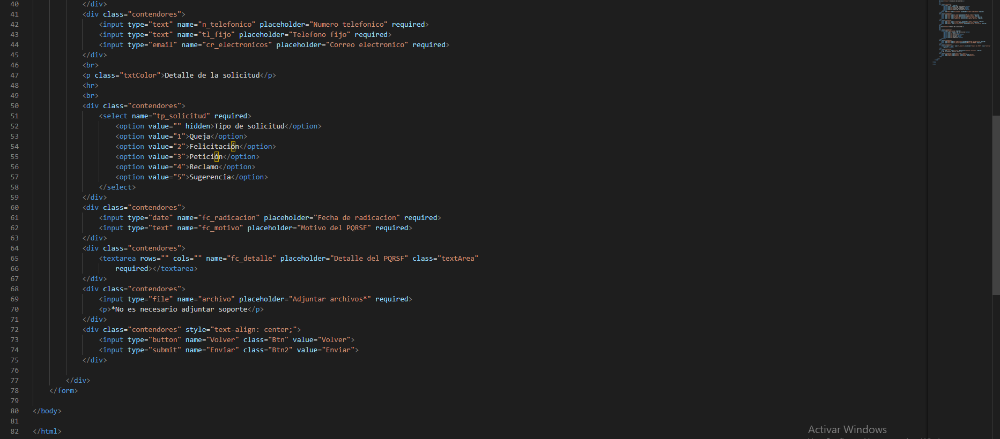 40 </div>
41 <div class="contendores">
42 <input type="text" name="n_telefonico" placeholder="Numero telefonico" required>
43 <input type="text" name="tl_fijo" placeholder="Telefono fijo" required>
44 <input type="email" name="cr_electronicos" placeholder="Correo electronico" required>
45 </div>
46 <br>
47 <p class="txtColor">Detalle de la solicitud</p>
48 <hr>
49 <br>
50 <div class="contendores">
51 <select name="tp_solicitud" required>
52 <option value="" hidden>Tipo de solicitud</option>
53 <option value="1">Queja</option>
54 <option value="2">Felicitación</option>
55 <option value="3">Petición</option>
56 <option value="4">Reclamo</option>
57 <option value="5">Sugerencia</option>
58 </select>
59 </div>
60 <div class="contendores">
61 <input type="date" name="fc_radicacion" placeholder="Fecha de radicacion" required>
62 <input type="text" name="fc_motivo" placeholder="Motivo del PQRSF" required>
63 </div>
64 <div class="contendores">
65 <textarea rows="" cols="" name="fc_detalle" placeholder="Detalle del PQRSF" class="textArea"
66 required></textarea>
67 </div>
68 <div class="contendores">
69 <input type="file" name="archivo" placeholder="Adjuntar archivos*" required>
70 <p>*No es necesario adjuntar soporte</p>
71 </div>
72 <div class="contendores" style="text-align: center;">
73 <input type="button" name="Volver" class="Btn" value="Volver">
74 <input type="submit" name="Enviar" class="Btn2" value="Enviar">
75 </div>
76
77 </div>
78 </form>
79
80 </body>
81
82 </html>
Activar Windows